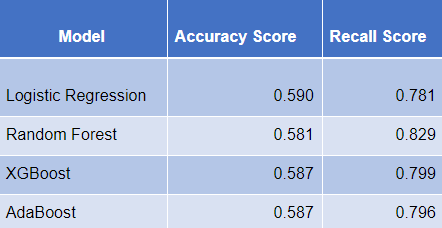 Model Accuracy Score Recall Score
Logistic Regression 0.590 0.781
Random Forest 0.581 0.829
XGBoost 0.587 0.799
AdaBoost 0.587 0.796